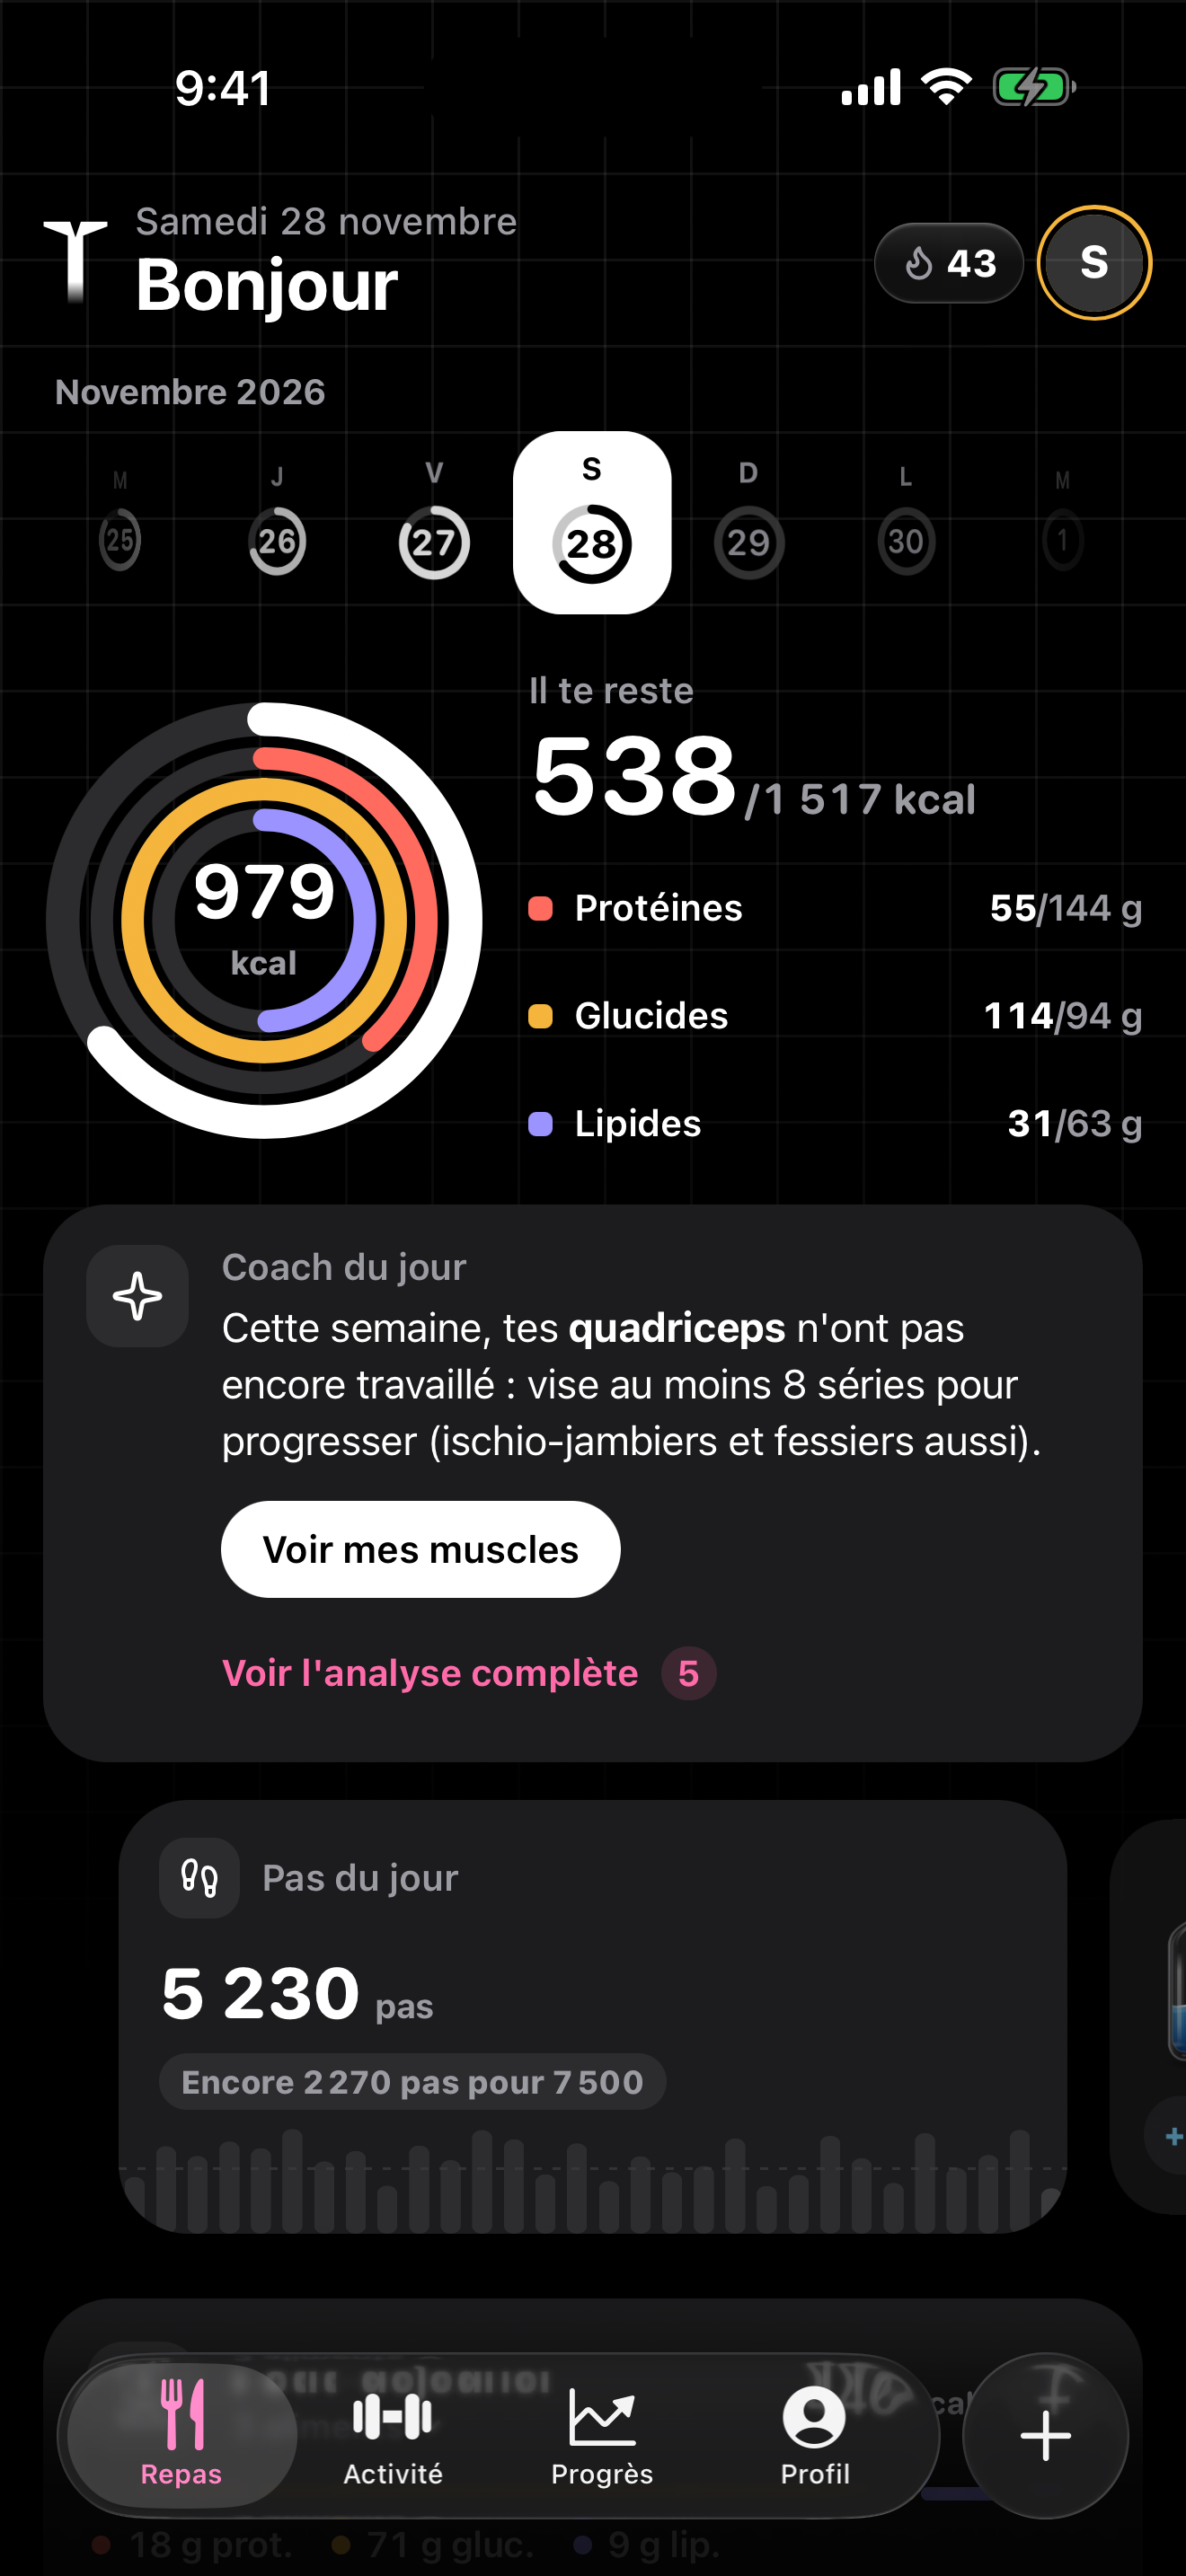 9:41
Samedi 28 novembre
Bonjour
43
S
Novembre 2026
M J V S D L M
25 26 27 28 29 30 1
Il te reste
538/1 517 kcal
979
kcal
Protéines 55/144 g
Glucides 114/94 g
Lipides 31/63 g
Coach du jour
Cette semaine, tes quadriceps n'ont pas
encore travaillé : vise au moins 8 séries pour
progresser (ischio-jambiers et fessiers aussi).
Voir mes muscles
Voir l'analyse complète 5
Pas du jour
5 230 pas
Encore 2 270 pas pour 7 500
+
Repas Activité Progrès Profil
18 g prot. 71 g gluc. 9 g lip.